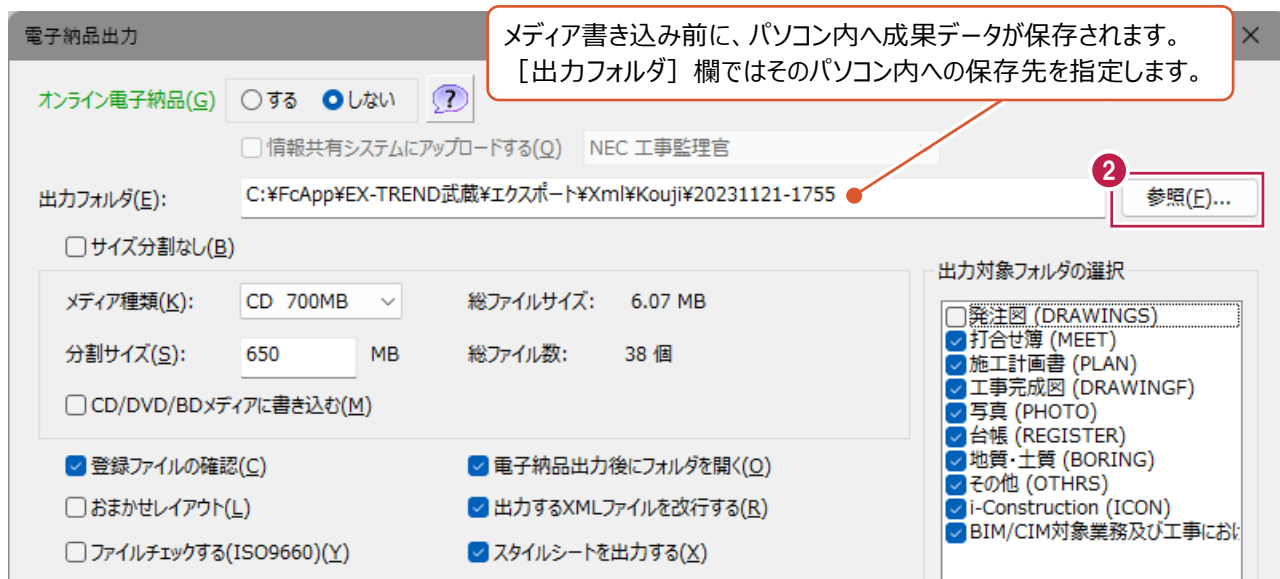 電子納品出力
メディア書き込み前に、パソコン内へ成果データが保存されます。
［出力フォルダ］欄ではそのパソコン内への保存先を指定します。
オンライン電子納品(G) する しない ?
情報共有システムにアップロードする(Q) NEC 工事監理官
2
出力フォルダ(E): C:¥FcApp¥EX-TREND武蔵¥エクスポート¥Xml¥Kouji¥20231121-1755 参照(F)...
サイズ分割なし(B)
メディア種類(K): CD 700MB 総ファイルサイズ: 6.07 MB
分割サイズ(S): 650 MB 総ファイル数: 38 個
CD/DVD/BDメディアに書き込む(M)
登録ファイルの確認(C) 電子納品出力後にフォルダを開く(O)
おまかせレイアウト(L) 出力するXMLファイルを改行する(R)
ファイルチェックする(ISO9660)(Y) スタイルシートを出力する(X)
出力対象フォルダの選択
発注図 (DRAWINGS)
打合せ簿 (MEET)
施工計画書 (PLAN)
工事完成図 (DRAWINGF)
写真 (PHOTO)
台帳 (REGISTER)
地質・土質 (BORING)
その他 (OTHRS)
i-Construction (ICON)
BIM/CIM対象業務及び工事にお